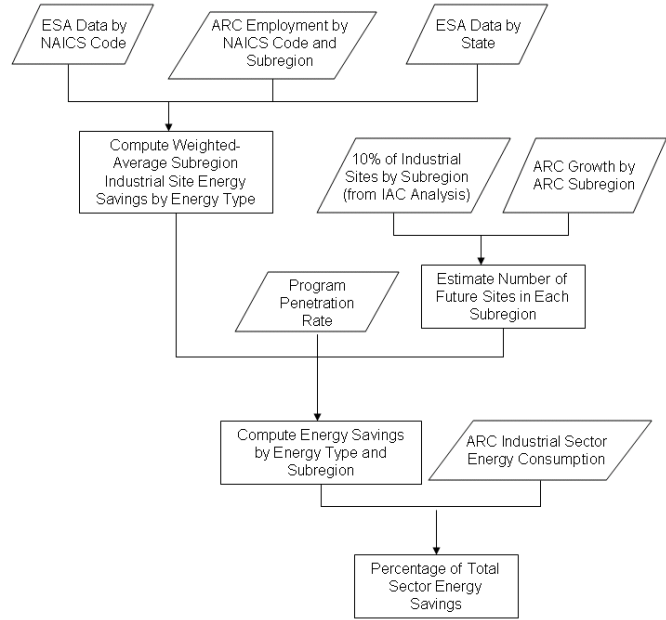 ESA Data by
NAICS Code
ARC Employment by
NAICS Code and
Subregion
ESA Data by
State
Compute Weighted-
Average Subregion
Industrial Site Energy
Savings by Energy Type
10% of Industrial
Sites by Subregion
(from IAC Analysis)
ARC Growth by
ARC Subregion
Program
Penetration
Rate
Estimate Number of
Future Sites in Each
Subregion
Compute Energy Savings
by Energy Type and
Subregion
ARC Industrial Sector
Energy Consumption
Percentage of Total
Sector Energy
Savings